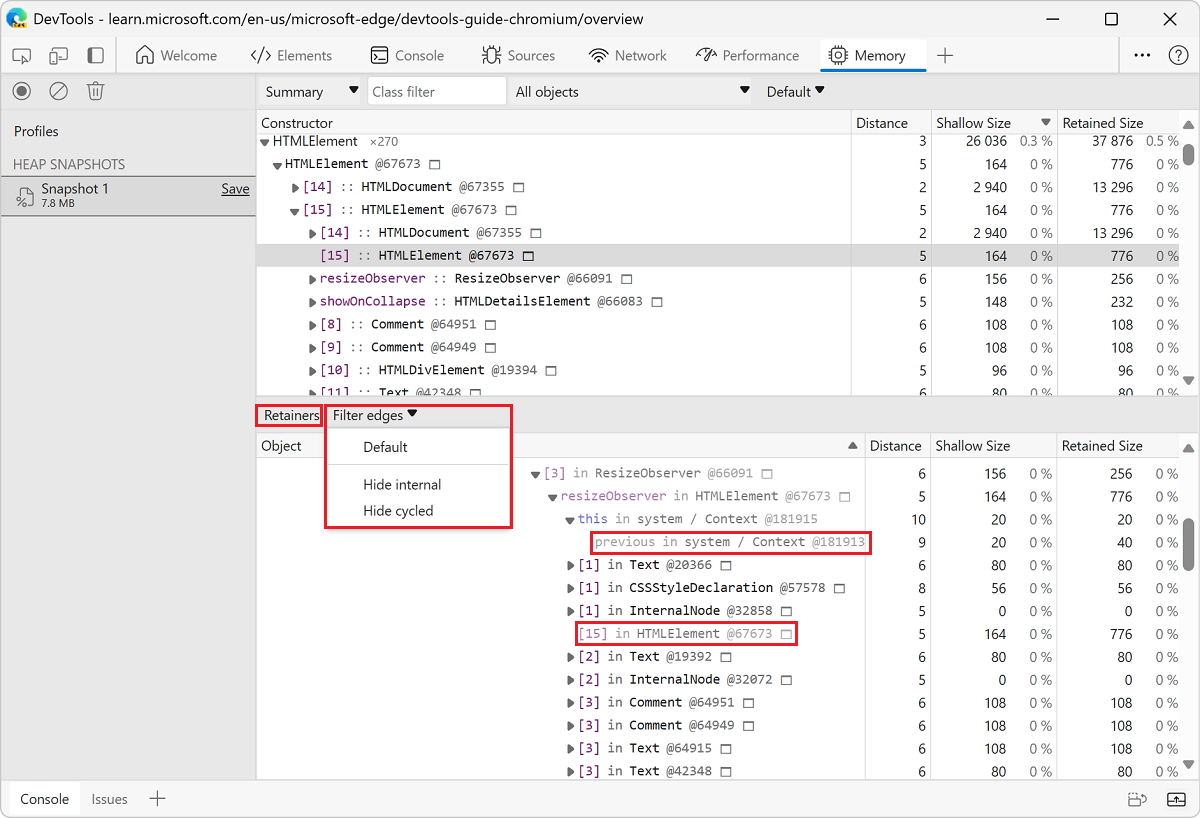 DevTools - learn.microsoft.com/en-us/microsoft-edge/devtools-guide-chromium/overview
Welcome Elements Console Sources Network Performance Memory
Summary Class filter All objects Default
Profiles
HEAP SNAPSHOTS
Snapshot 1 Save
7.8 MB
Constructor Distance Shallow Size Retained Size
HTMLElement ×270 3 26 036 0.3 % 37 876 0.5 %
HTMLElement @67673 5 164 0 % 776 0 %
[14] :: HTMLDocument @67355 2 2 940 0 % 13 296 0 %
[15] :: HTMLElement @67673 5 164 0 % 776 0 %
[14] :: HTMLDocument @67355 2 2 940 0 % 13 296 0 %
[15] :: HTMLElement @67673 5 164 0 % 776 0 %
resizeObserver :: ResizeObserver @66091 6 156 0 % 256 0 %
showOnCollapse :: HTMLDetailsElement @66083 5 148 0 % 232 0 %
[8] :: Comment @64951 6 108 0 % 108 0 %
[9] :: Comment @64949 6 108 0 % 108 0 %
[10] :: HTMLDivElement @19394 5 96 0 % 96 0 %
[11] :: Text @42348 6 80 0 % 80 0 %
Retainers Filter edges
Default
Hide internal
Hide cycled
Object Distance Shallow Size Retained Size
[3] in ResizeObserver @66091 6 156 0 % 256 0 %
resizeObserver in HTMLElement @67673 5 164 0 % 776 0 %
this in system / Context @181915 10 20 0 % 20 0 %
previous in system / Context @181913 9 20 0 % 40 0 %
[1] in Text @20366 6 80 0 % 80 0 %
[1] in CSSStyleDeclaration @57578 8 56 0 % 56 0 %
[1] in InternalNode @32858 5 0 0 % 0 0 %
[15] in HTMLElement @67673 5 164 0 % 776 0 %
[2] in Text @19392 6 80 0 % 80 0 %
[2] in InternalNode @32072 5 0 0 % 0 0 %
[3] in Comment @64951 6 108 0 % 108 0 %
[3] in Comment @64949 6 108 0 % 108 0 %
[3] in Text @64915 6 108 0 % 108 0 %
[3] in Text @42348 6 80 0 % 80 0 %
Console Issues